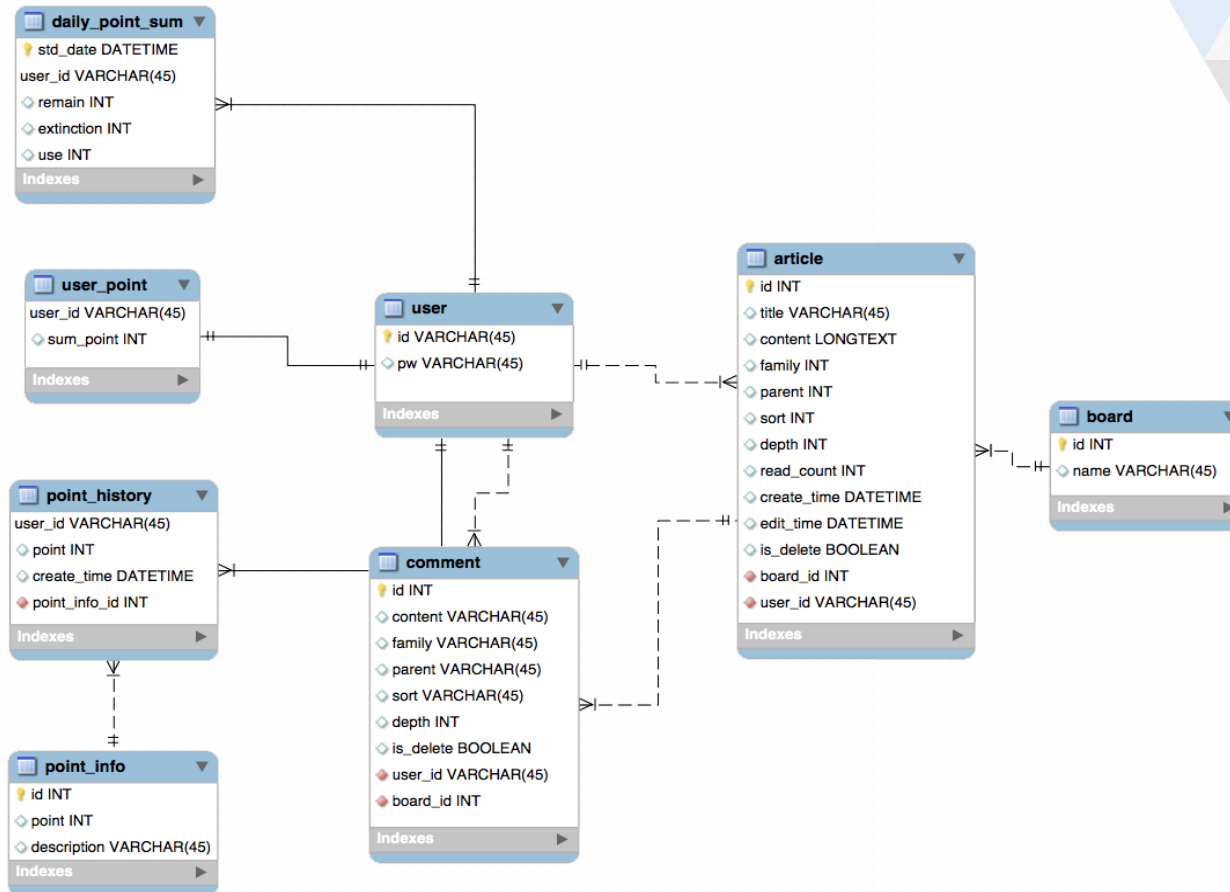 daily_point_sum
std_date DATETIME
user_id VARCHAR(45)
remain INT
extinction INT
use INT
Indexes
user_point
user_id VARCHAR(45)
sum_point INT
Indexes
user
id VARCHAR(45)
pw VARCHAR(45)
Indexes
article
id INT
title VARCHAR(45)
content LONGTEXT
family INT
parent INT
sort INT
depth INT
read_count INT
create_time DATETIME
edit_time DATETIME
is_delete BOOLEAN
board_id INT
user_id VARCHAR(45)
Indexes
board
id INT
name VARCHAR(45)
Indexes
point_history
user_id VARCHAR(45)
point INT
create_time DATETIME
point_info_id INT
Indexes
comment
id INT
content VARCHAR(45)
family VARCHAR(45)
parent VARCHAR(45)
sort VARCHAR(45)
depth INT
is_delete BOOLEAN
user_id VARCHAR(45)
board_id INT
Indexes
point_info
id INT
point INT
description VARCHAR(45)
Indexes